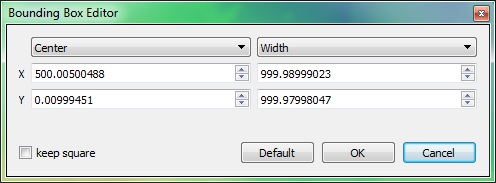 Bounding Box Editor
Center Width
X 500.00500488 999.98999023
Y 0.00999451 999.97998047
keep square Default OK Cancel